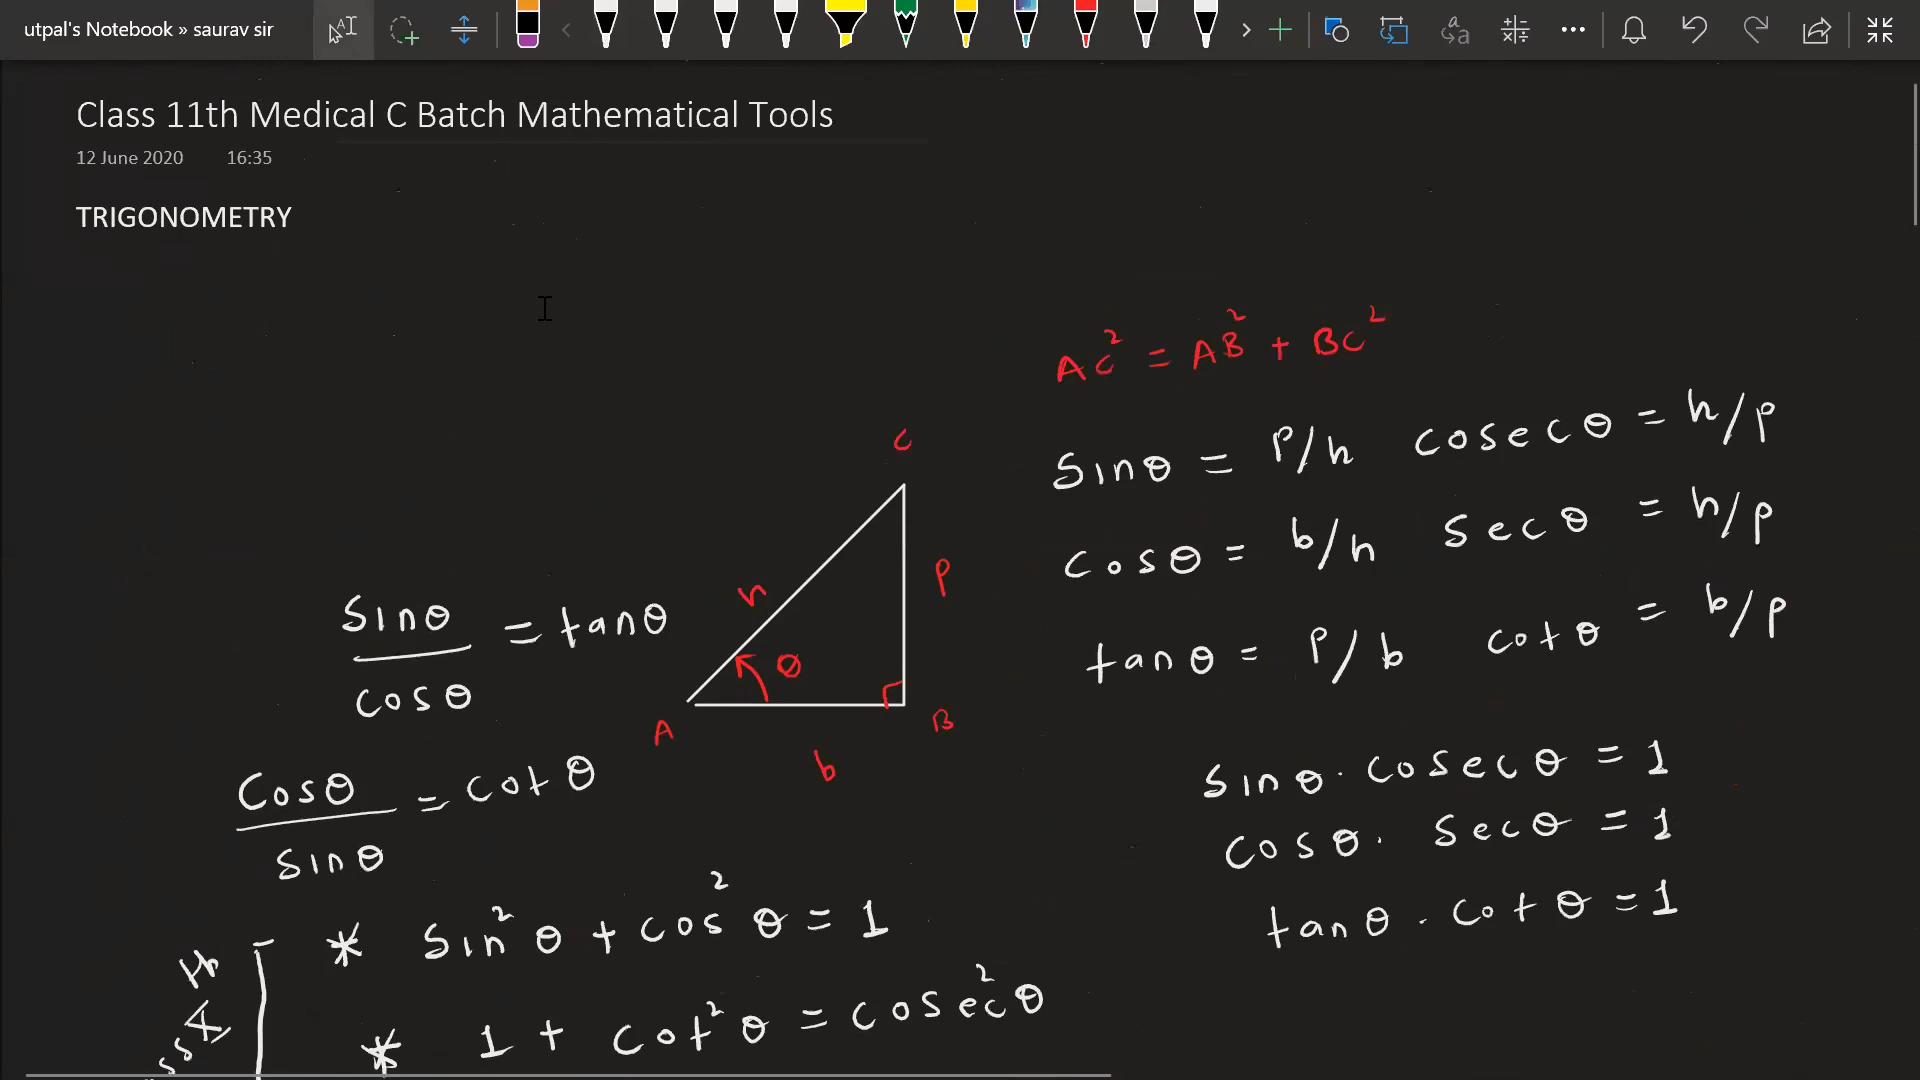 utpal's Notebook » saurav sir
Class 11th Medical C Batch Mathematical Tools
12 June 2020 16:35
TRIGONOMETRY
AC² = AB² + BC²
sinθ = P/h cosecθ = h/p
cosθ = b/h secθ = h/p
tanθ = P/b cotθ = b/p
C
h
P
θ
A
B
b
sinθ/cosθ = tanθ
cosθ/sinθ = cotθ
sinθ · cosecθ = 1
cosθ · secθ = 1
tanθ · cotθ = 1
* sin²θ + cos²θ = 1
* 1 + cot²θ = cosec²θ